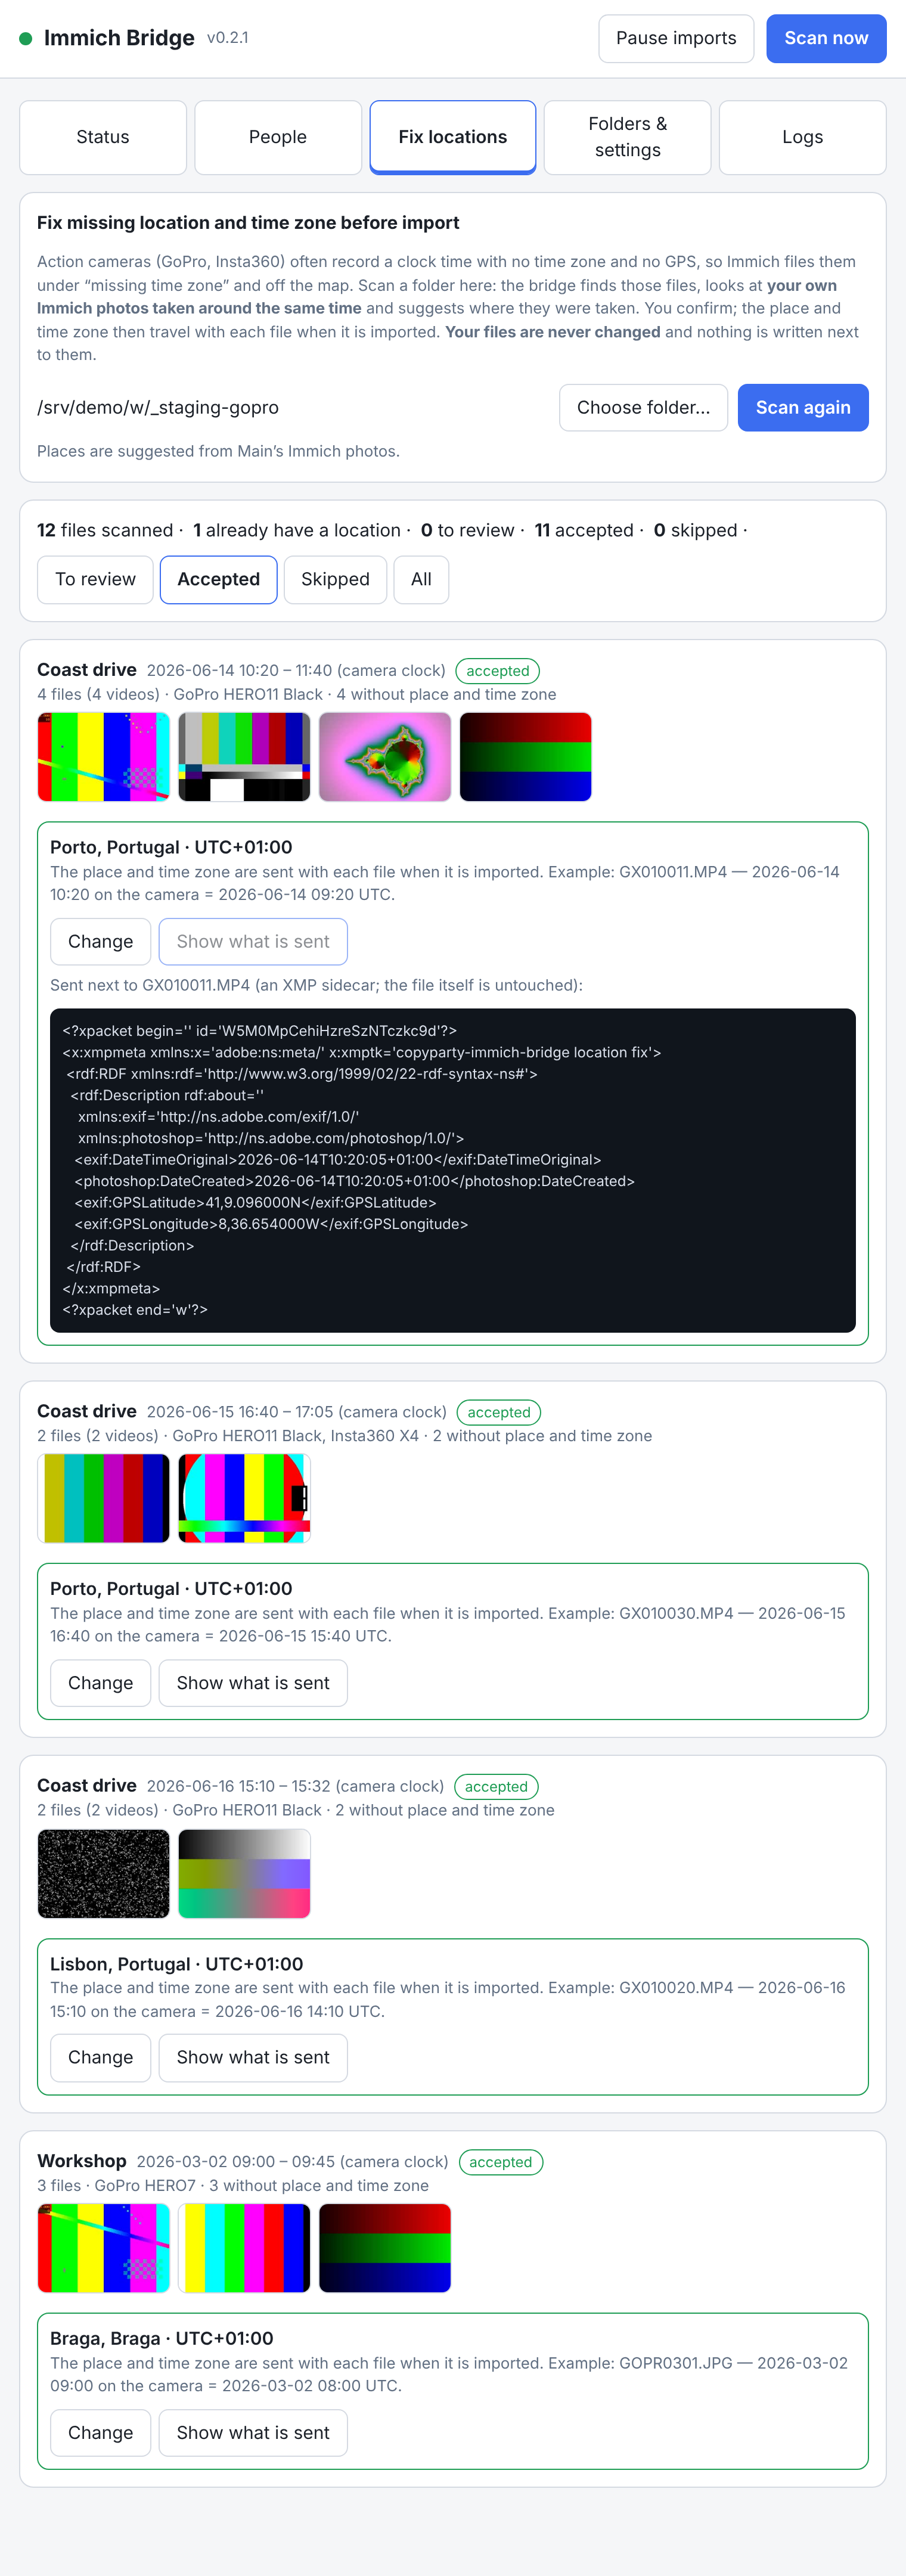 Immich Bridge v0.2.1
Pause imports
Scan now
Status
People
Fix locations
Folders &
settings
Logs
Fix missing location and time zone before import
Action cameras (GoPro, Insta360) often record a clock time with no time zone and no GPS, so Immich files them
under “missing time zone” and off the map. Scan a folder here: the bridge finds those files, looks at your own
Immich photos taken around the same time and suggests where they were taken. You confirm; the place and
time zone then travel with each file when it is imported. Your files are never changed and nothing is written next
to them.
/srv/demo/w/_staging-gopro
Choose folder...
Scan again
Places are suggested from Main’s Immich photos.
12 files scanned · 1 already have a location · 0 to review · 11 accepted · 0 skipped ·
To review
Accepted
Skipped
All
Coast drive 2026-06-14 10:20 – 11:40 (camera clock) accepted
4 files (4 videos) · GoPro HERO11 Black · 4 without place and time zone
Porto, Portugal · UTC+01:00
The place and time zone are sent with each file when it is imported. Example: GX010011.MP4 — 2026-06-14
10:20 on the camera = 2026-06-14 09:20 UTC.
Change
Show what is sent
Sent next to GX010011.MP4 (an XMP sidecar; the file itself is untouched):
<?xpacket begin='' id='W5M0MpCehiHzreSzNTczkc9d'?>
<x:xmpmeta xmlns:x='adobe:ns:meta/' x:xmptk='copyparty-immich-bridge location fix'>
<rdf:RDF xmlns:rdf='http://www.w3.org/1999/02/22-rdf-syntax-ns#'>
<rdf:Description rdf:about=''
xmlns:exif='http://ns.adobe.com/exif/1.0/'
xmlns:photoshop='http://ns.adobe.com/photoshop/1.0/'>
<exif:DateTimeOriginal>2026-06-14T10:20:05+01:00</exif:DateTimeOriginal>
<photoshop:DateCreated>2026-06-14T10:20:05+01:00</photoshop:DateCreated>
<exif:GPSLatitude>41,9.096000N</exif:GPSLatitude>
<exif:GPSLongitude>8,36.654000W</exif:GPSLongitude>
</rdf:Description>
</rdf:RDF>
</x:xmpmeta>
<?xpacket end='w'?>
Coast drive 2026-06-15 16:40 – 17:05 (camera clock) accepted
2 files (2 videos) · GoPro HERO11 Black, Insta360 X4 · 2 without place and time zone
Porto, Portugal · UTC+01:00
The place and time zone are sent with each file when it is imported. Example: GX010030.MP4 — 2026-06-15
16:40 on the camera = 2026-06-15 15:40 UTC.
Change
Show what is sent
Coast drive 2026-06-16 15:10 – 15:32 (camera clock) accepted
2 files (2 videos) · GoPro HERO11 Black · 2 without place and time zone
Lisbon, Portugal · UTC+01:00
The place and time zone are sent with each file when it is imported. Example: GX010020.MP4 — 2026-06-16
15:10 on the camera = 2026-06-16 14:10 UTC.
Change
Show what is sent
Workshop 2026-03-02 09:00 – 09:45 (camera clock) accepted
3 files · GoPro HERO7 · 3 without place and time zone
Braga, Braga · UTC+01:00
The place and time zone are sent with each file when it is imported. Example: GOPR0301.JPG — 2026-03-02
09:00 on the camera = 2026-03-02 08:00 UTC.
Change
Show what is sent